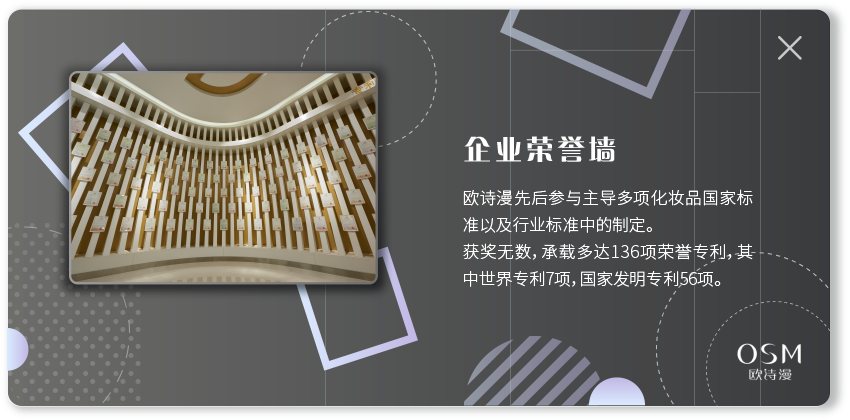 企业荣誉墙
欧诗漫先后参与主导多项化妆品国家标
准以及行业标准中的制定。
获奖无数，承载多达136项荣誉专利，其
中世界专利7项，国家发明专利56项。
OSM
欧诗漫